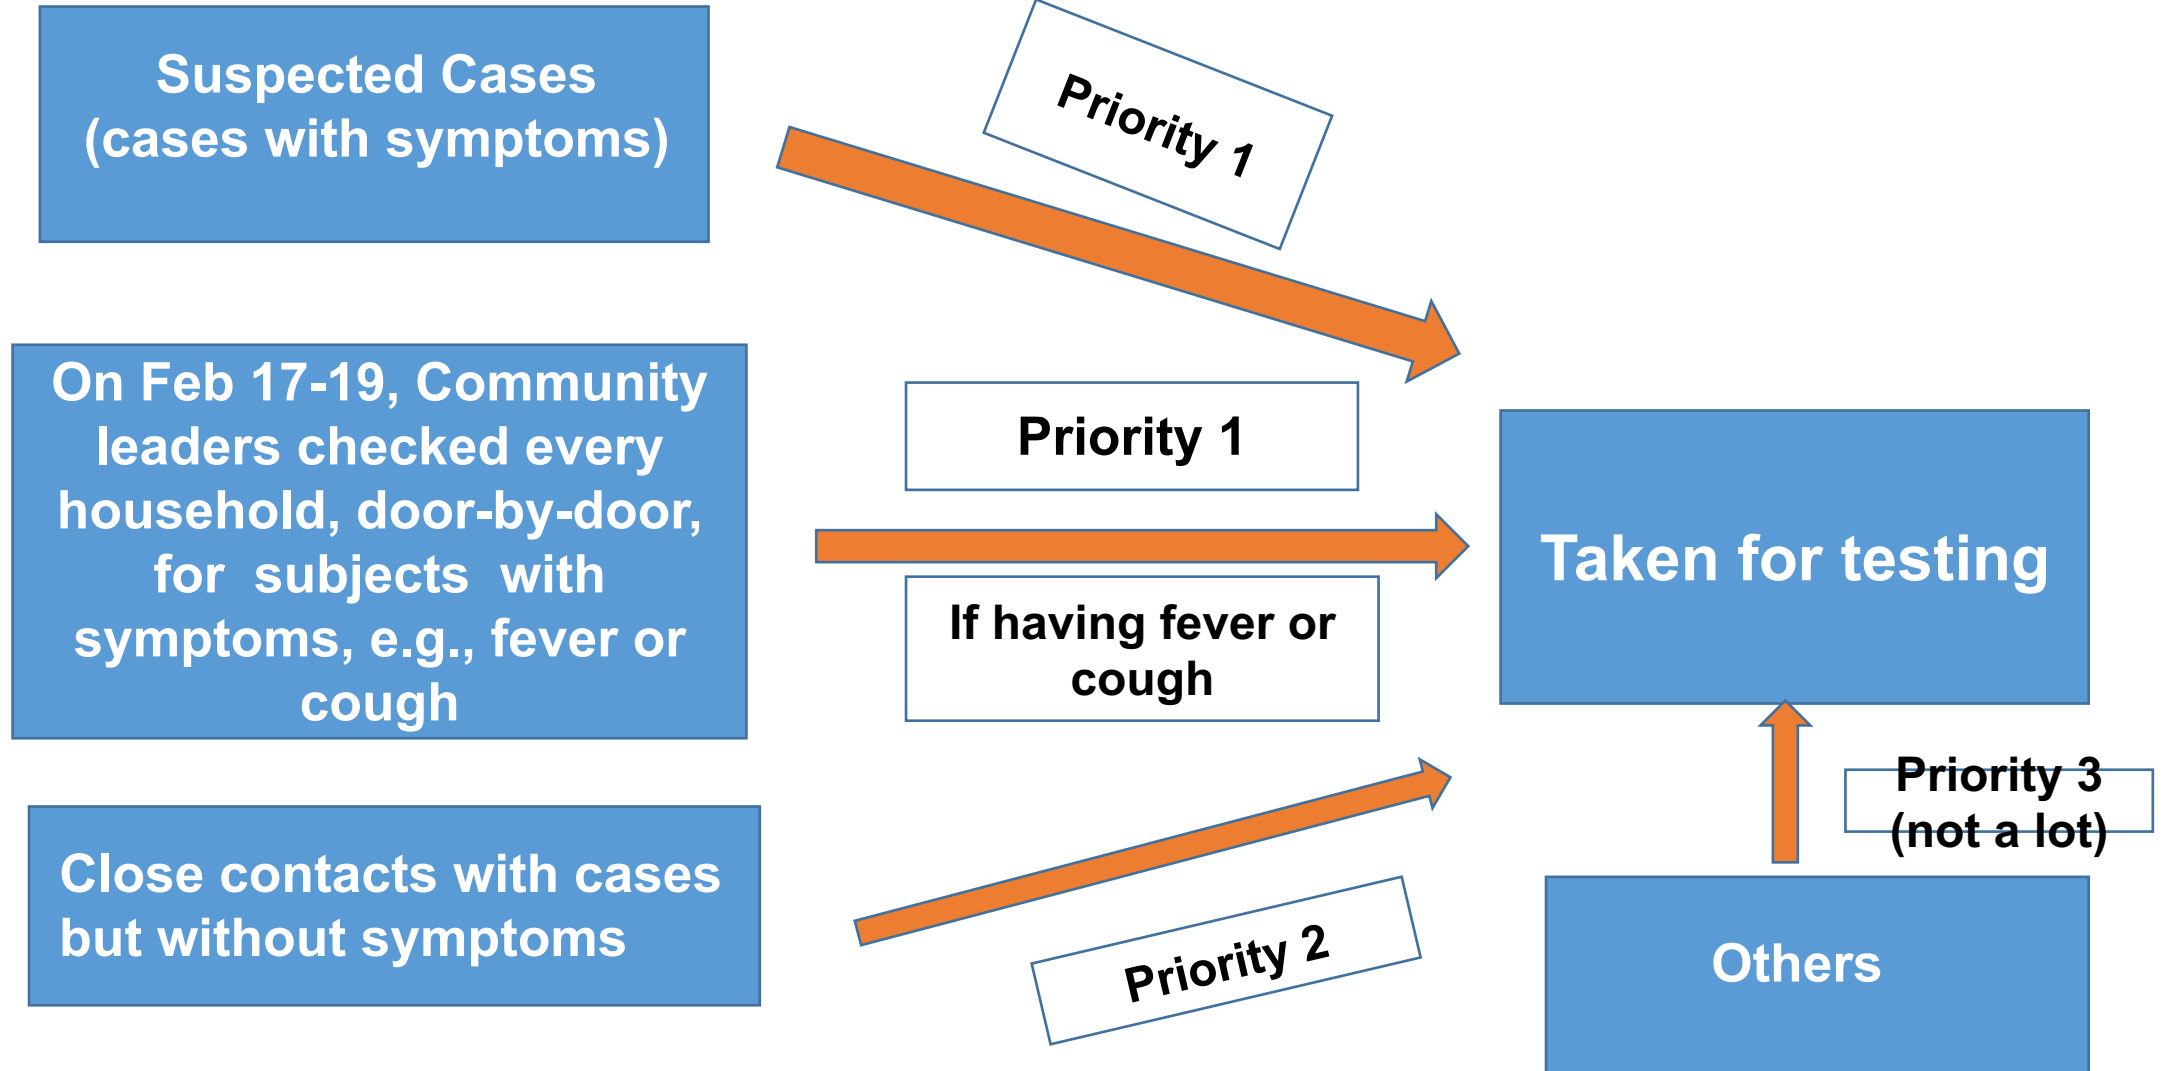 Suspected Cases
(cases with symptoms)
Priority 1
On Feb 17-19, Community
leaders checked every
household, door-by-door,
for subjects with
symptoms, e.g., fever or
cough
Priority 1
If having fever or
cough
Taken for testing
Close contacts with cases
but without symptoms
Priority 2
Priority 3
(not a lot)
Others